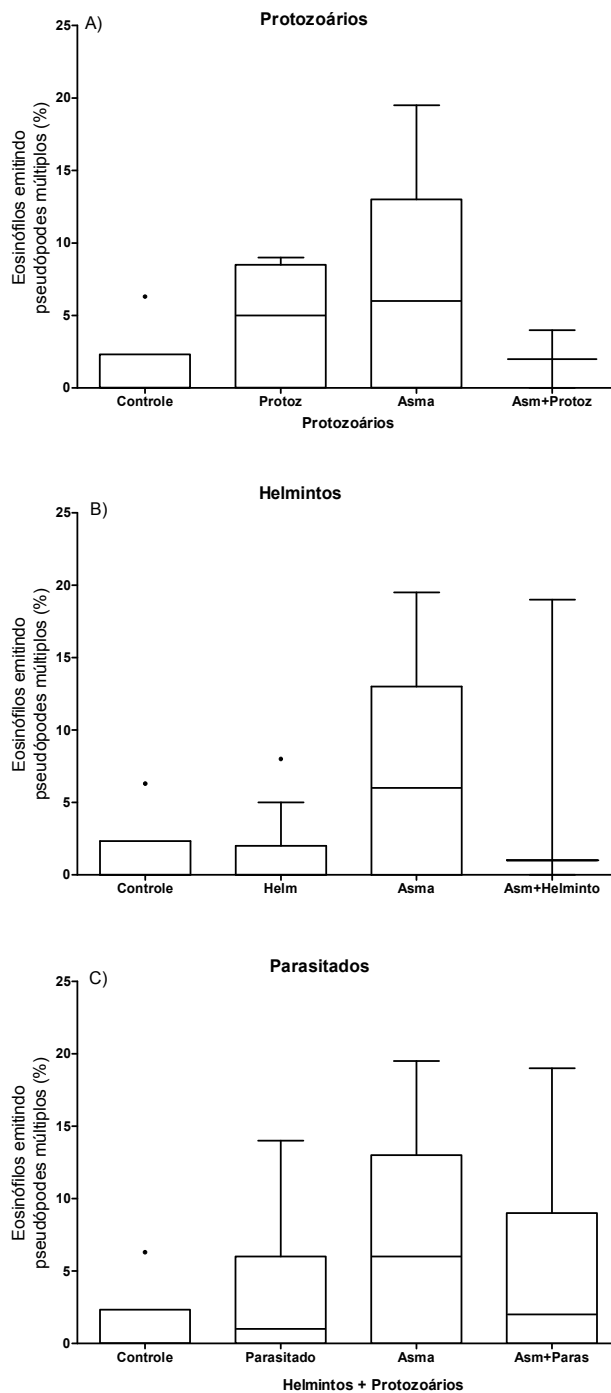 A)
Protozoários
Eosinófilos emitindo
pseudópodes múltiplos (%)
25
20
15
10
5
0
Controle Protoz Asma Asm+Protoz
Protozoários
Helmintos
B)
Eosinófilos emitindo
pseudópodes múltiplos (%)
25
20
15
10
5
0
Controle Helm Asma Asm+Helminto
Parasitados
C)
Eosinófilos emitindo
pseudópodes múltiplos (%)
25
20
15
10
5
0
Controle Parasitado Asma Asm+Paras
Helmintos + Protozoários